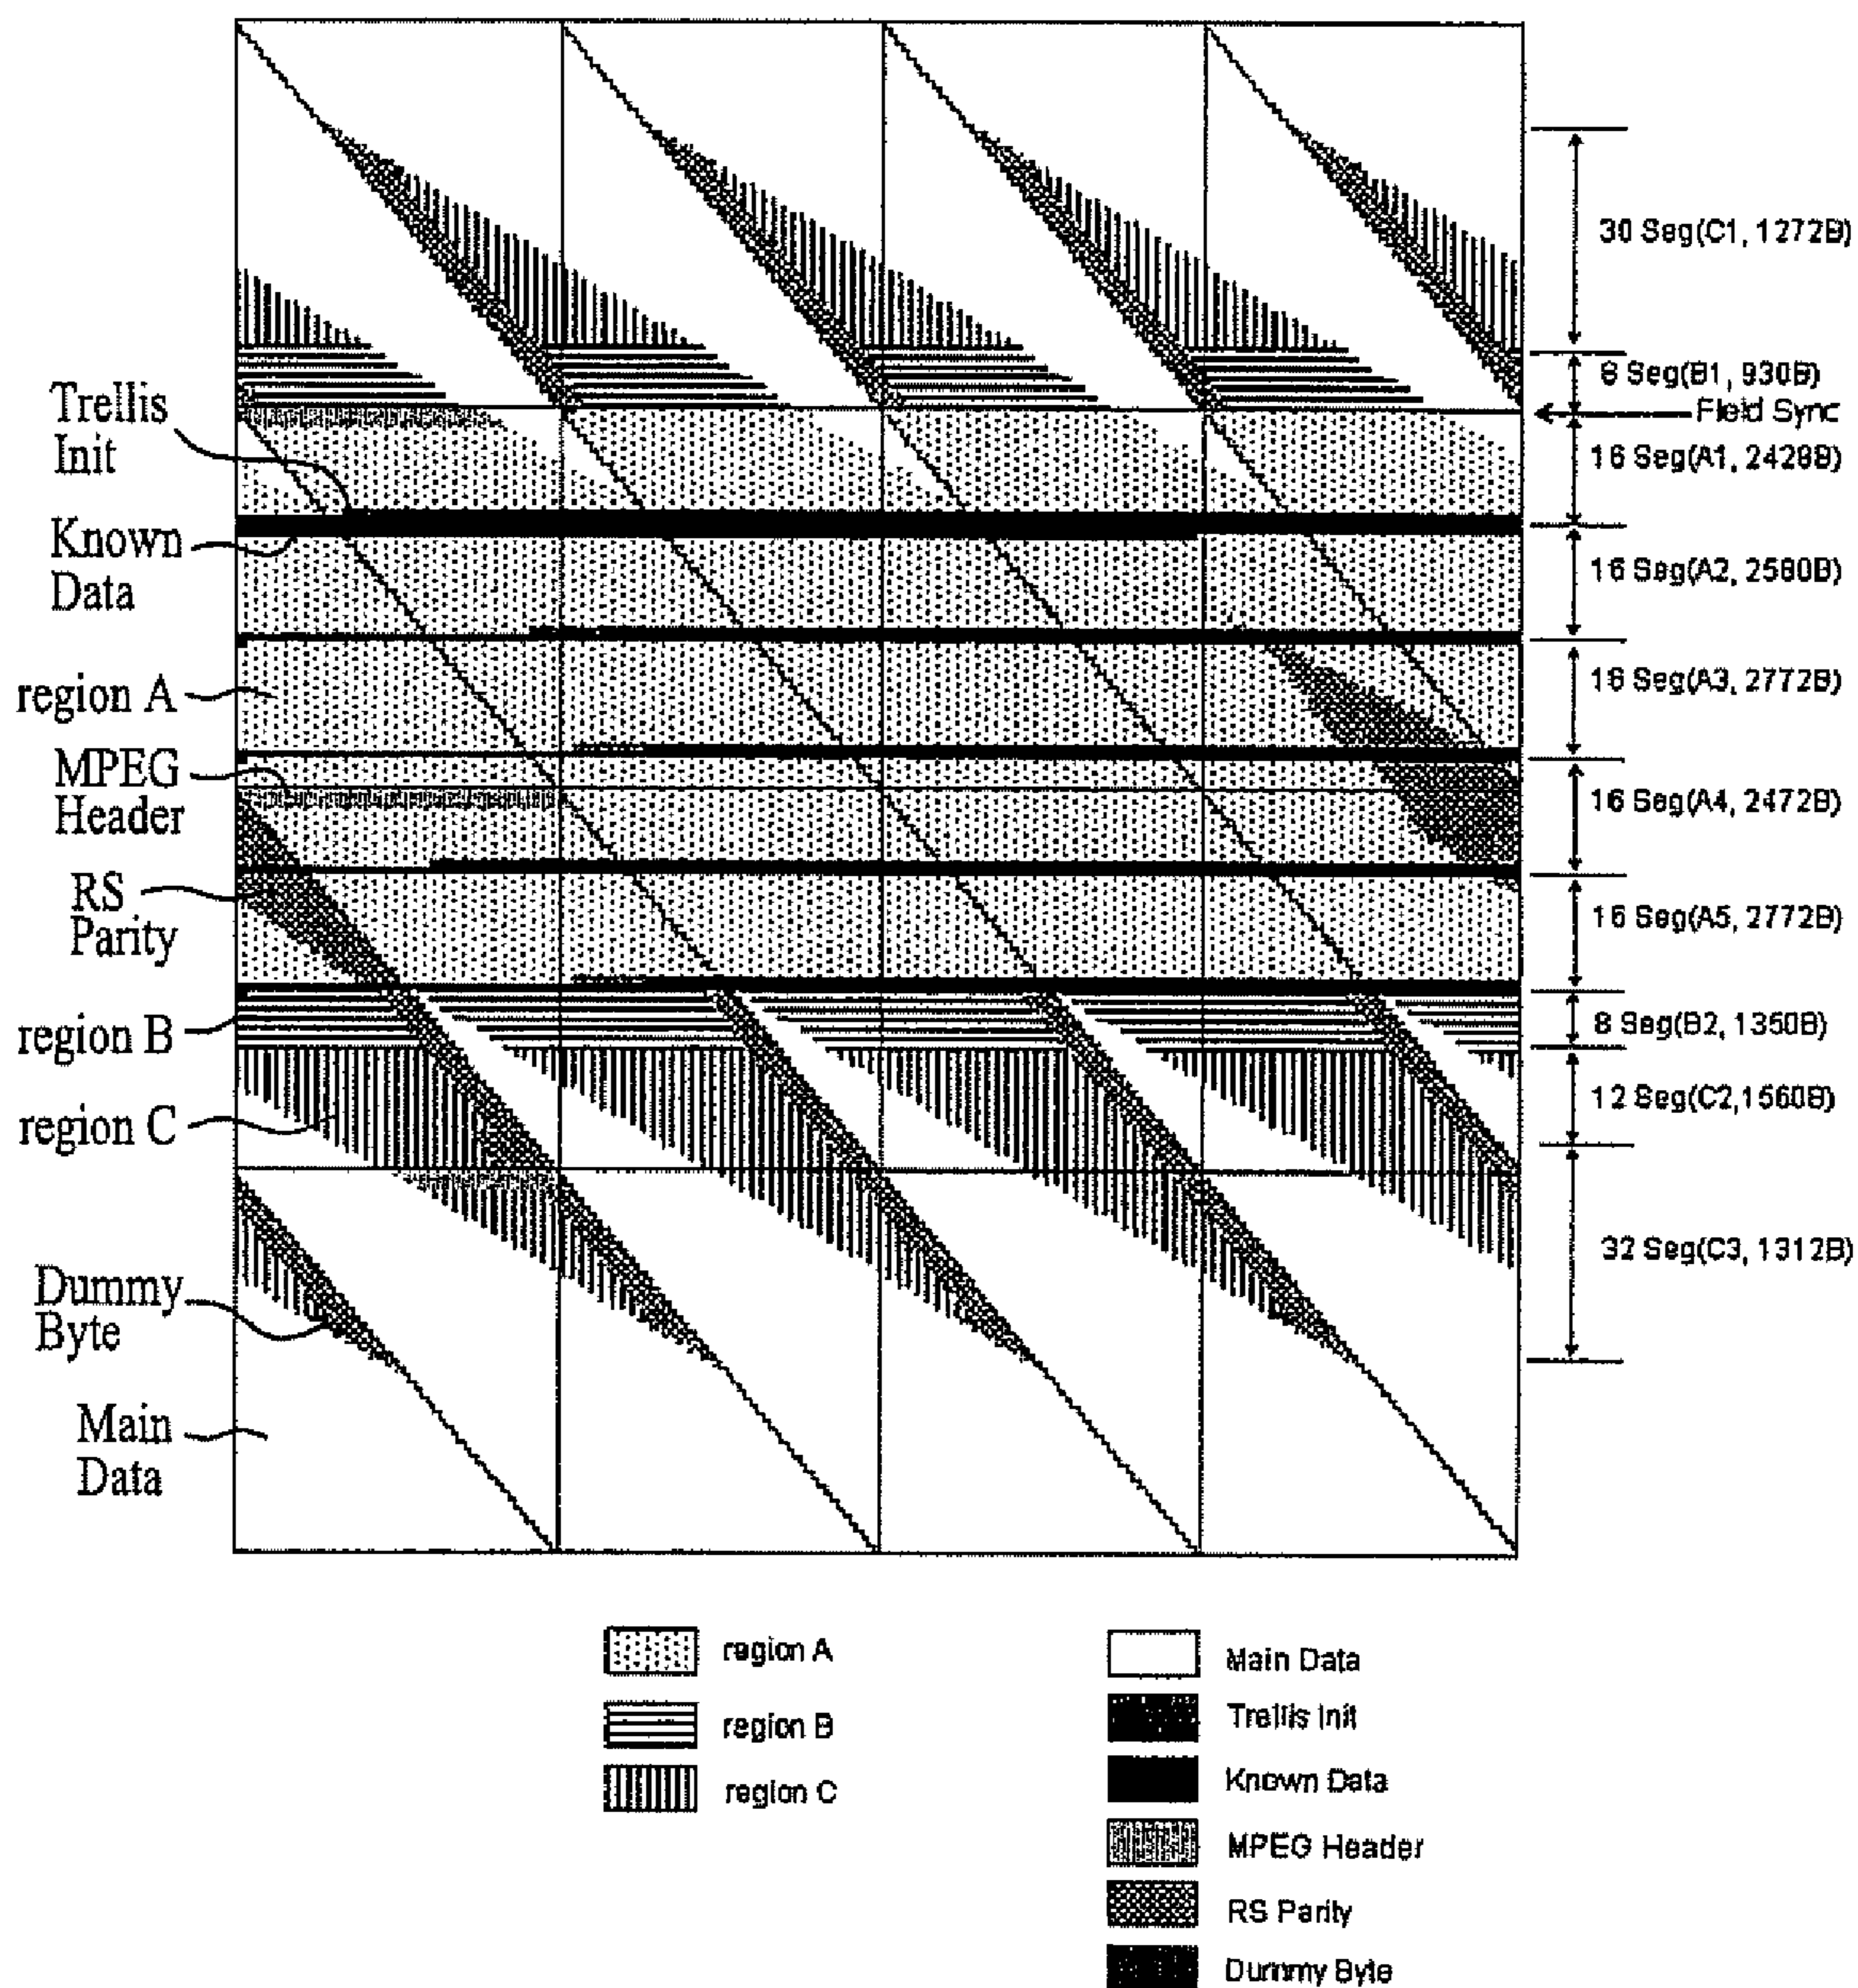 Trellis
Init
Known
Data
region A
MPEG
Header
RS
Parity
region B
region C
Dummy
Byte
Main
Data
30 Seg(C1, 1272B)
8 Seg(B1, 930B)
Field Sync
16 Seg(A1, 2428B)
16 Seg(A2, 2580B)
16 Seg(A3, 2772B)
16 Seg(A4, 2472B)
16 Seg(A5, 2772B)
8 Seg(B2, 1350B)
12 Seg(C2,1560B)
32 Seg(C3, 1312B)
region A
region B
region C
Main Data
Trellis Init
Known Data
MPEG Header
RS Parity
Dummy Byte